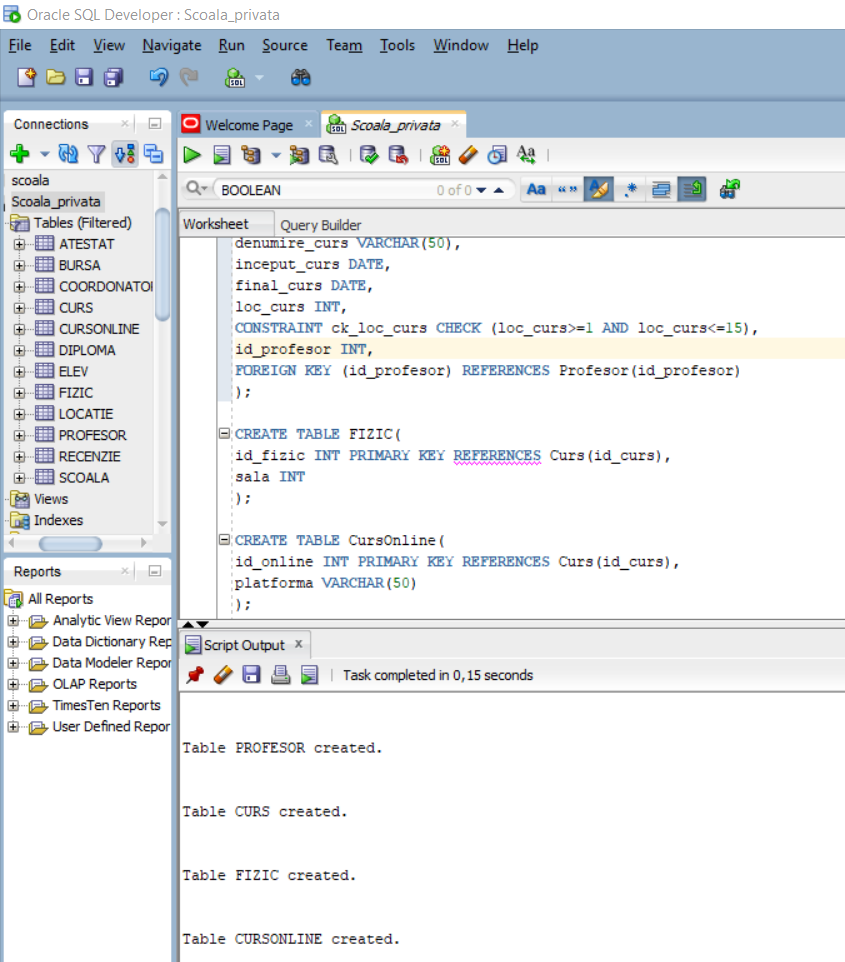 Oracle SQL Developer : Scoala_privata
File Edit View Navigate Run Source Team Tools Window Help
SQL
Connections
scoala
Scoala_privata
Tables (Filtered)
ATESTAT
BURSA
COORDONATO
CURS
CURSONLINE
DIPLOMA
ELEV
FIZIC
LOCATIE
PROFESOR
RECENZIE
SCOALA
Views
Indexes
Reports
All Reports
Analytic View Repor
Data Dictionary Rep
Data Modeler Repor
OLAP Reports
TimesTen Reports
User Defined Repor
Welcome Page
Scoala_privata
BOOLEAN 0 of 0 Aa “ ” .*
Worksheet Query Builder
denumire_curs VARCHAR(50),
inceput_curs DATE,
final_curs DATE,
loc_curs INT,
CONSTRAINT ck_loc_curs CHECK (loc_curs>=1 AND loc_curs<=15),
id_profesor INT,
FOREIGN KEY (id_profesor) REFERENCES Profesor(id_profesor)
);
CREATE TABLE FIZIC(
id_fizic INT PRIMARY KEY REFERENCES Curs(id_curs),
sala INT
);
CREATE TABLE CursOnline(
id_online INT PRIMARY KEY REFERENCES Curs(id_curs),
platforma VARCHAR(50)
);
Script Output x
Task completed in 0,15 seconds
Table PROFESOR created.
Table CURS created.
Table FIZIC created.
Table CURSONLINE created.